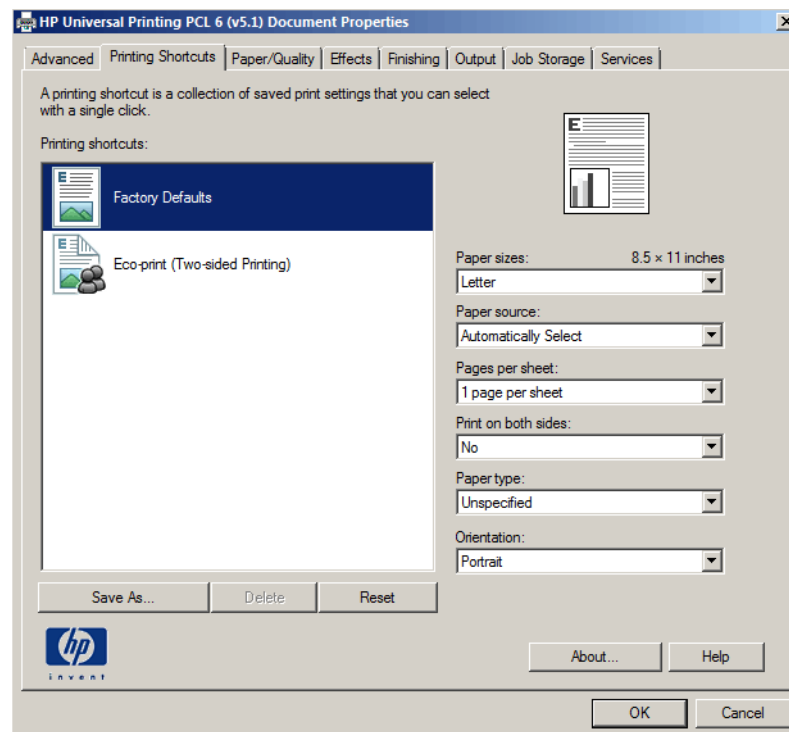 HP Universal Printing PCL 6 (v5.1) Document Properties
Advanced Printing Shortcuts Paper/Quality Effects Finishing Output Job Storage Services
A printing shortcut is a collection of saved print settings that you can select
with a single click.
Printing shortcuts:
E
Factory Defaults
E
Eco-print (Two-sided Printing)
E
Paper sizes: 8.5 × 11 inches
Letter
Paper source:
Automatically Select
Pages per sheet:
1 page per sheet
Print on both sides:
No
Paper type:
Unspecified
Orientation:
Portrait
Save As... Delete Reset
hp
invent
About... Help
OK Cancel